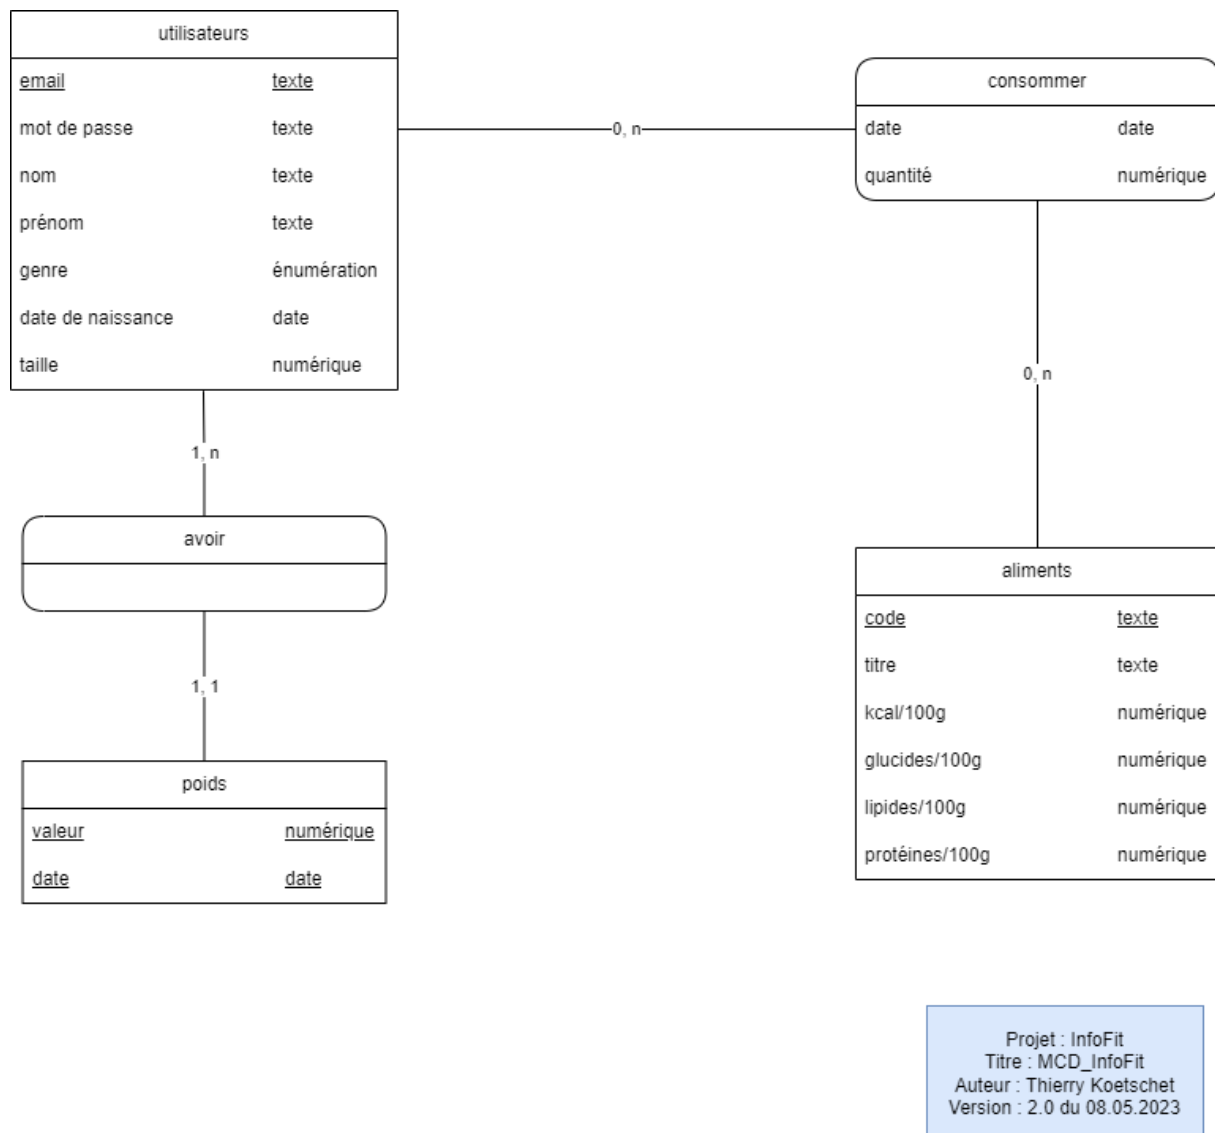 utilisateurs
email texte
mot de passe texte
nom texte
prénom texte
genre énumération
date de naissance date
taille numérique
0, n
consommer
date date
quantité numérique
1, n
0, n
avoir
1, 1
poids
valeur numérique
date date
aliments
code texte
titre texte
kcal/100g numérique
glucides/100g numérique
lipides/100g numérique
protéines/100g numérique
Projet : InfoFit
Titre : MCD_InfoFit
Auteur : Thierry Koetschet
Version : 2.0 du 08.05.2023